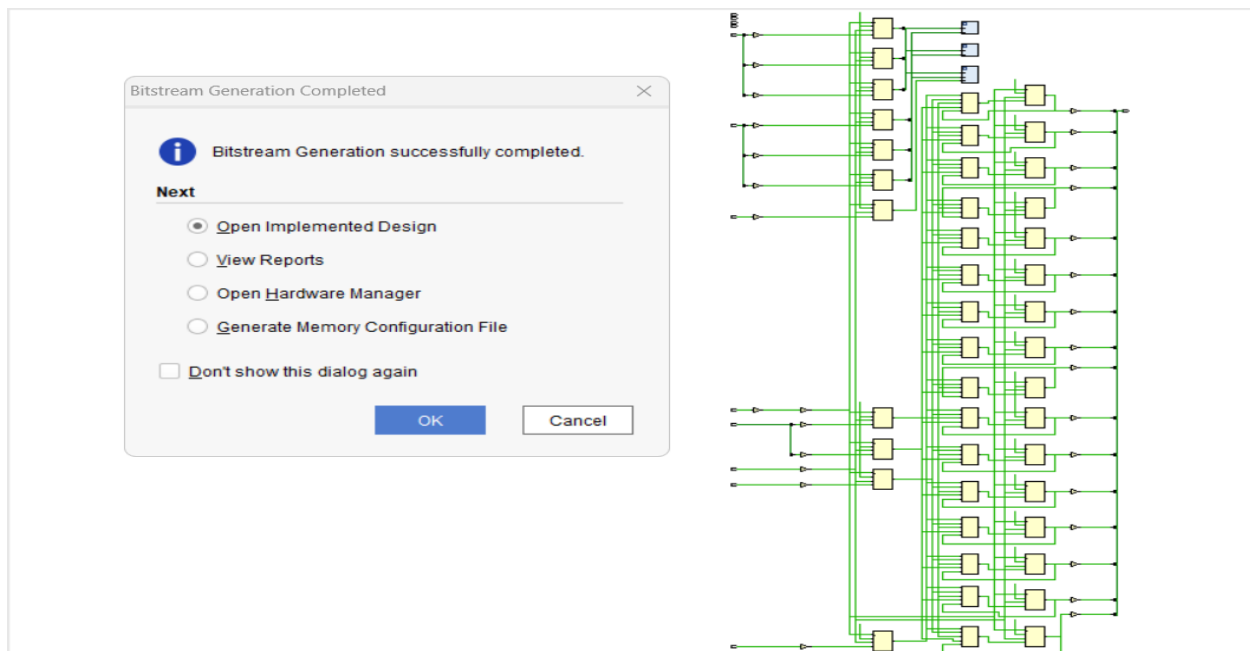 Bitstream Generation Completed
Bitstream Generation successfully completed.
Next
Open Implemented Design
View Reports
Open Hardware Manager
Generate Memory Configuration File
Don't show this dialog again
OK
Cancel